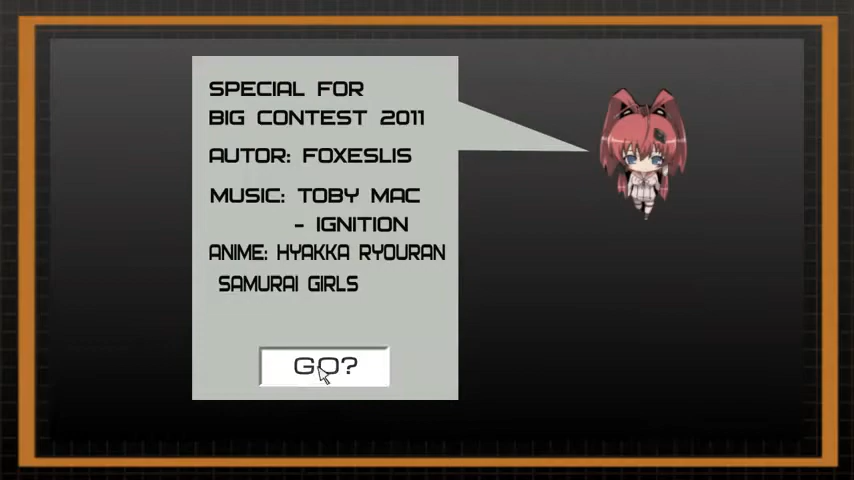 SPECIAL FOR
BIG CONTEST 2011
AUTOR: FOXESLIS
MUSIC: TOBY MAC
- IGNITION
ANIME: HYAKKA RYOURAN
SAMURAI GIRLS
GO?